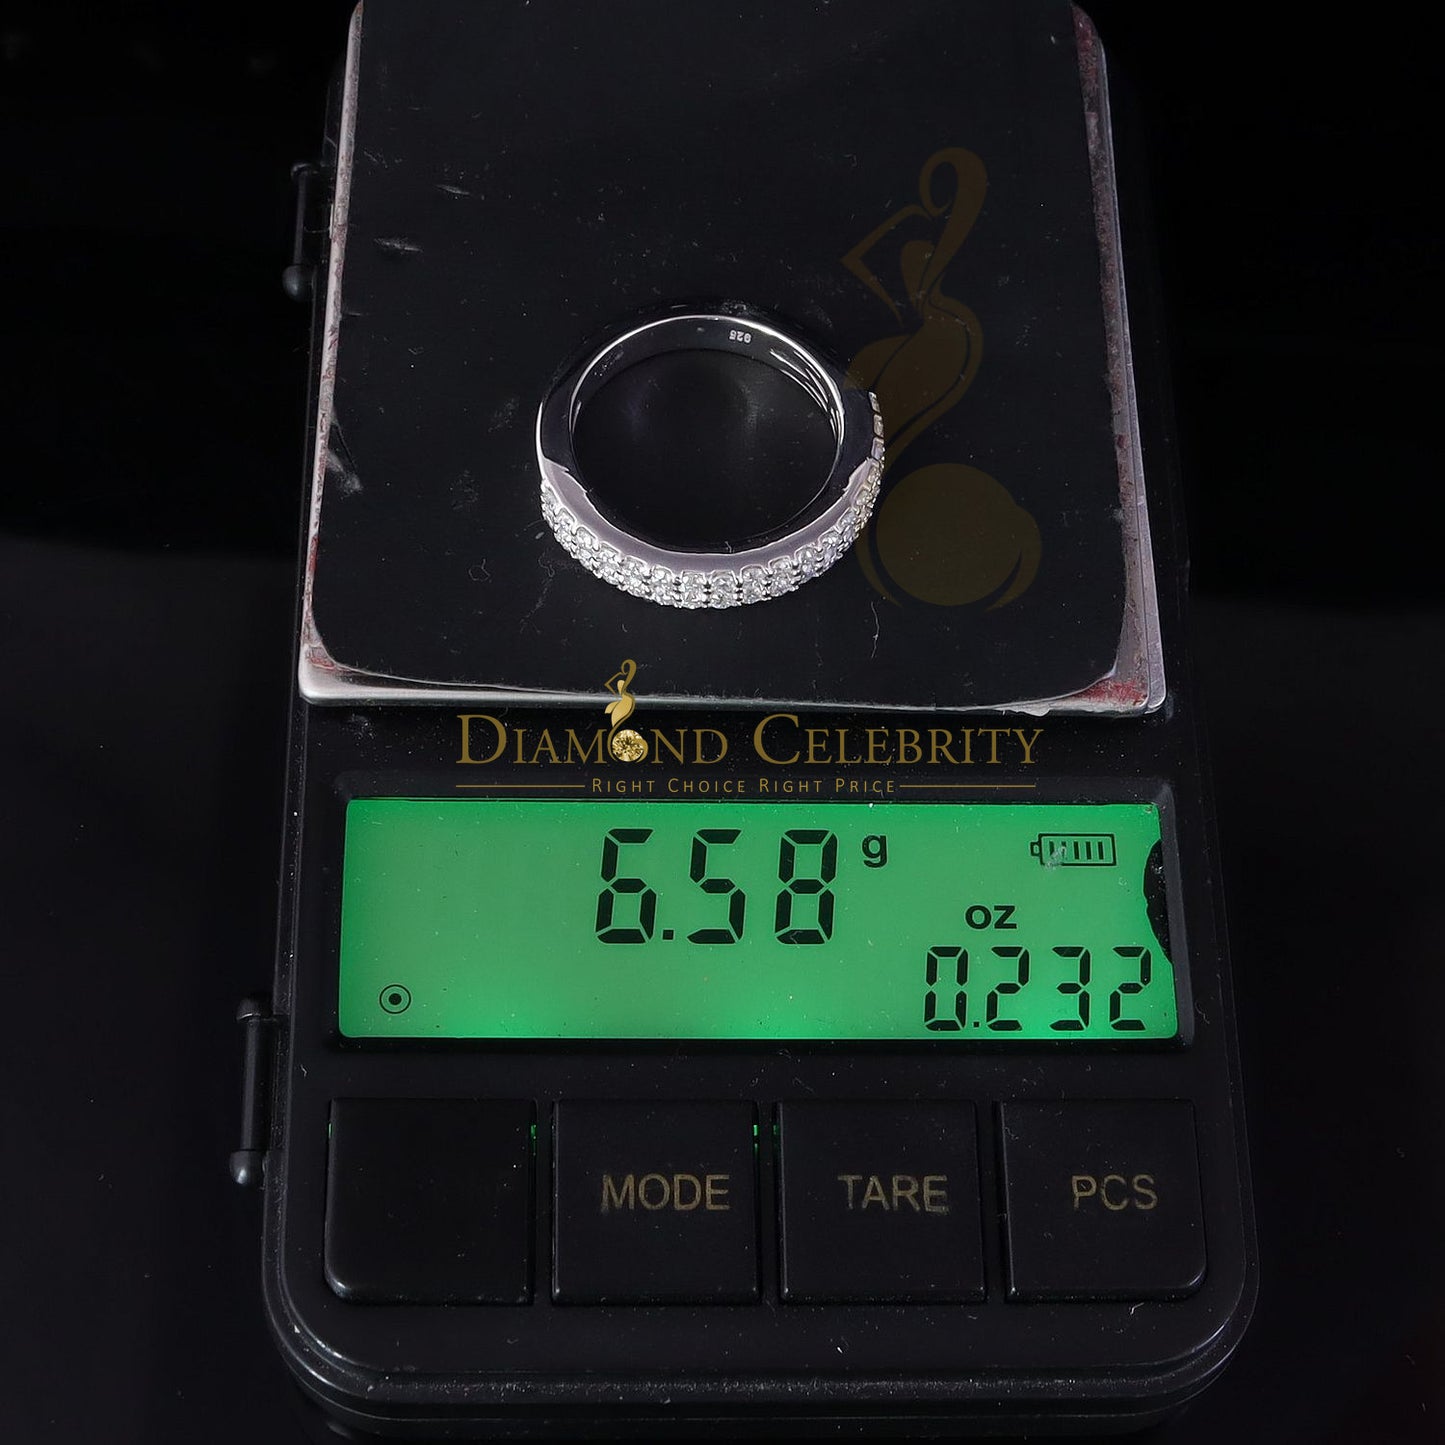 925
DIAMOND CELEBRITY
RIGHT CHOICE RIGHT PRICE
6.58 g
oz
0.232
MODE TARE PCS